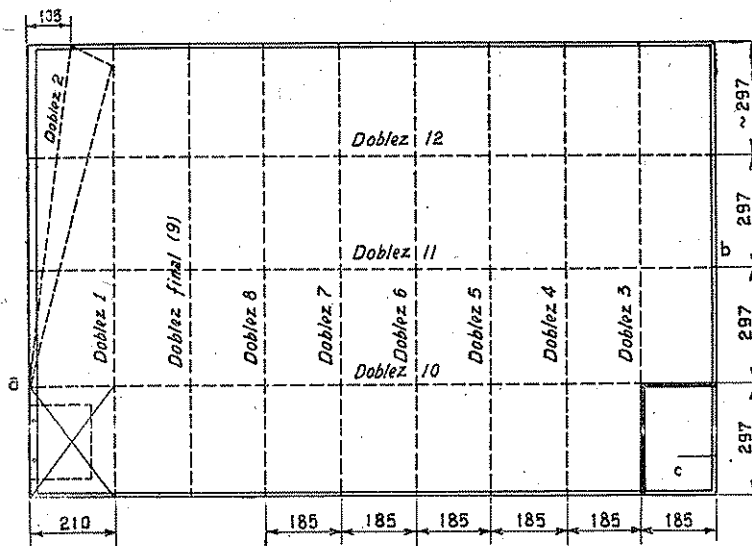 105
Doblez 2
Doblez 12
~ 297
297
297
297
Doblez 11
b
Doblez 1
Doblez final (9)
Doblez 8
Doblez 7
Doblez 6
Doblez 5
Doblez 4
Doblez 3
a
Doblez 10
c
210
185
185
185
185
185
185